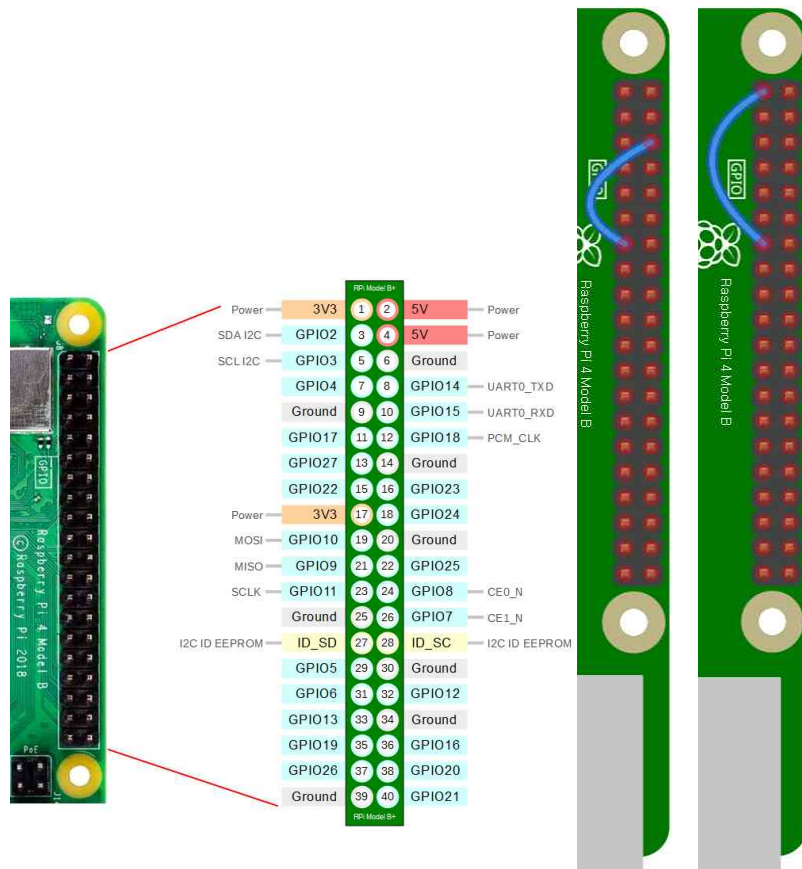 RPi Model B+
Power 3V3 1 2 5V Power
SDA I2C GPIO2 3 4 5V Power
SCL I2C GPIO3 5 6 Ground
GPIO4 7 8 GPIO14 UART0_TXD
Ground 9 10 GPIO15 UART0_RXD
GPIO17 11 12 GPIO18 PCM_CLK
GPIO27 13 14 Ground
GPIO22 15 16 GPIO23
Power 3V3 17 18 GPIO24
MOSI GPIO10 19 20 Ground
MISO GPIO9 21 22 GPIO25
SCLK GPIO11 23 24 GPIO8 CE0_N
Ground 25 26 GPIO7 CE1_N
I2C ID EEPROM ID_SD 27 28 ID_SC I2C ID EEPROM
GPIO5 29 30 Ground
GPIO6 31 32 GPIO12
GPIO13 33 34 Ground
GPIO19 35 36 GPIO16
GPIO26 37 38 GPIO20
Ground 39 40 GPIO21
RPi Model B+
GPIO
Raspberry Pi 4 Model B
© Raspberry Pi 2018
PoE
GPIO
Raspberry Pi 4 Model B
GPIO
Raspberry Pi 4 Model B